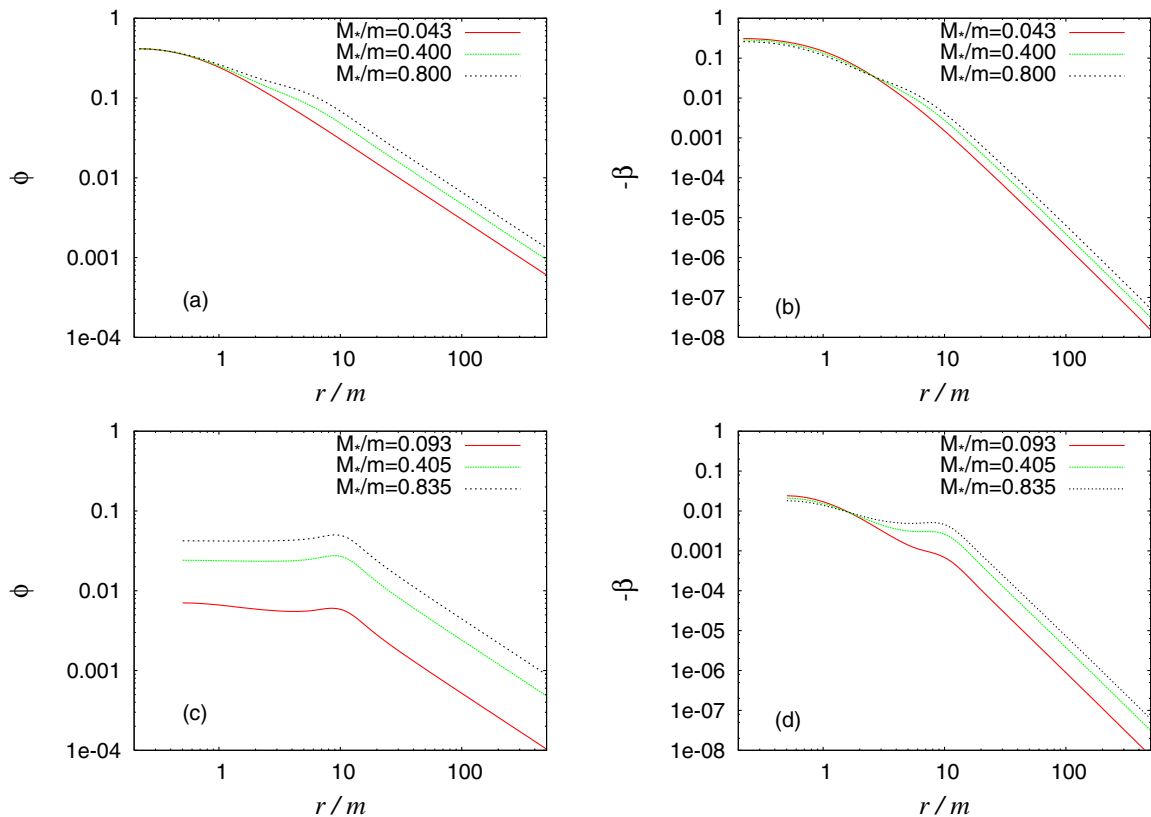 M*/m=0.043
M*/m=0.400
M*/m=0.800
1
0.1
0.01
0.001
1e-04
ϕ
(a)
1
10
100
r / m
M*/m=0.043
M*/m=0.400
M*/m=0.800
1
0.1
0.01
0.001
1e-04
1e-05
1e-06
1e-07
1e-08
-β
(b)
1
10
100
r / m
M*/m=0.093
M*/m=0.405
M*/m=0.835
1
0.1
0.01
0.001
1e-04
ϕ
(c)
1
10
100
r / m
M*/m=0.093
M*/m=0.405
M*/m=0.835
1
0.1
0.01
0.001
1e-04
1e-05
1e-06
1e-07
1e-08
-β
(d)
1
10
100
r / m